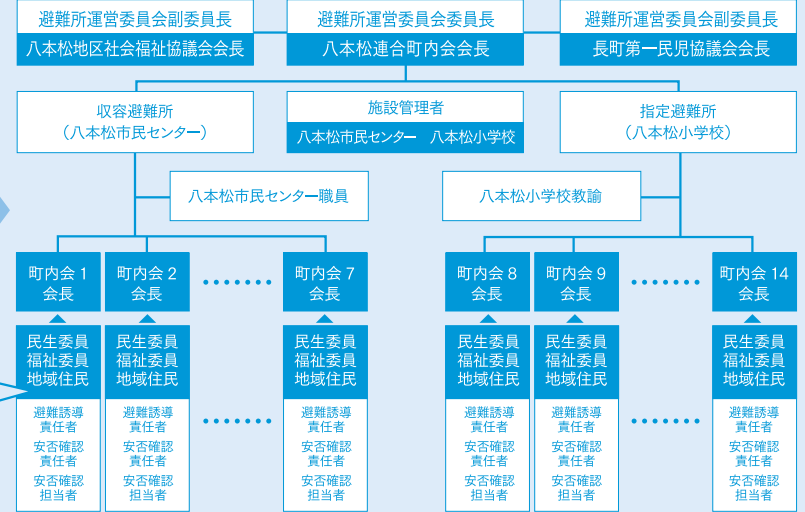 避難所運営委員会副委員長
八本松地区社会福祉協議会会長
避難所運営委員会委員長
八本松連合町内会会長
避難所運営委員会副委員長
長町第一民児協議会会長
収容避難所
（八本松市民センター）
施設管理者
八本松市民センター　八本松小学校
指定避難所
（八本松小学校）
八本松市民センター職員
八本松小学校教諭
町内会 1
会長
町内会 2
会長
町内会 7
会長
町内会 8
会長
町内会 9
会長
町内会 14
会長
民生委員
福祉委員
地域住民
民生委員
福祉委員
地域住民
民生委員
福祉委員
地域住民
民生委員
福祉委員
地域住民
民生委員
福祉委員
地域住民
民生委員
福祉委員
地域住民
避難誘導
責任者
安否確認
責任者
安否確認
担当者
避難誘導
責任者
安否確認
責任者
安否確認
担当者
避難誘導
責任者
安否確認
責任者
安否確認
担当者
避難誘導
責任者
安否確認
責任者
安否確認
担当者
避難誘導
責任者
安否確認
責任者
安否確認
担当者
避難誘導
責任者
安否確認
責任者
安否確認
担当者